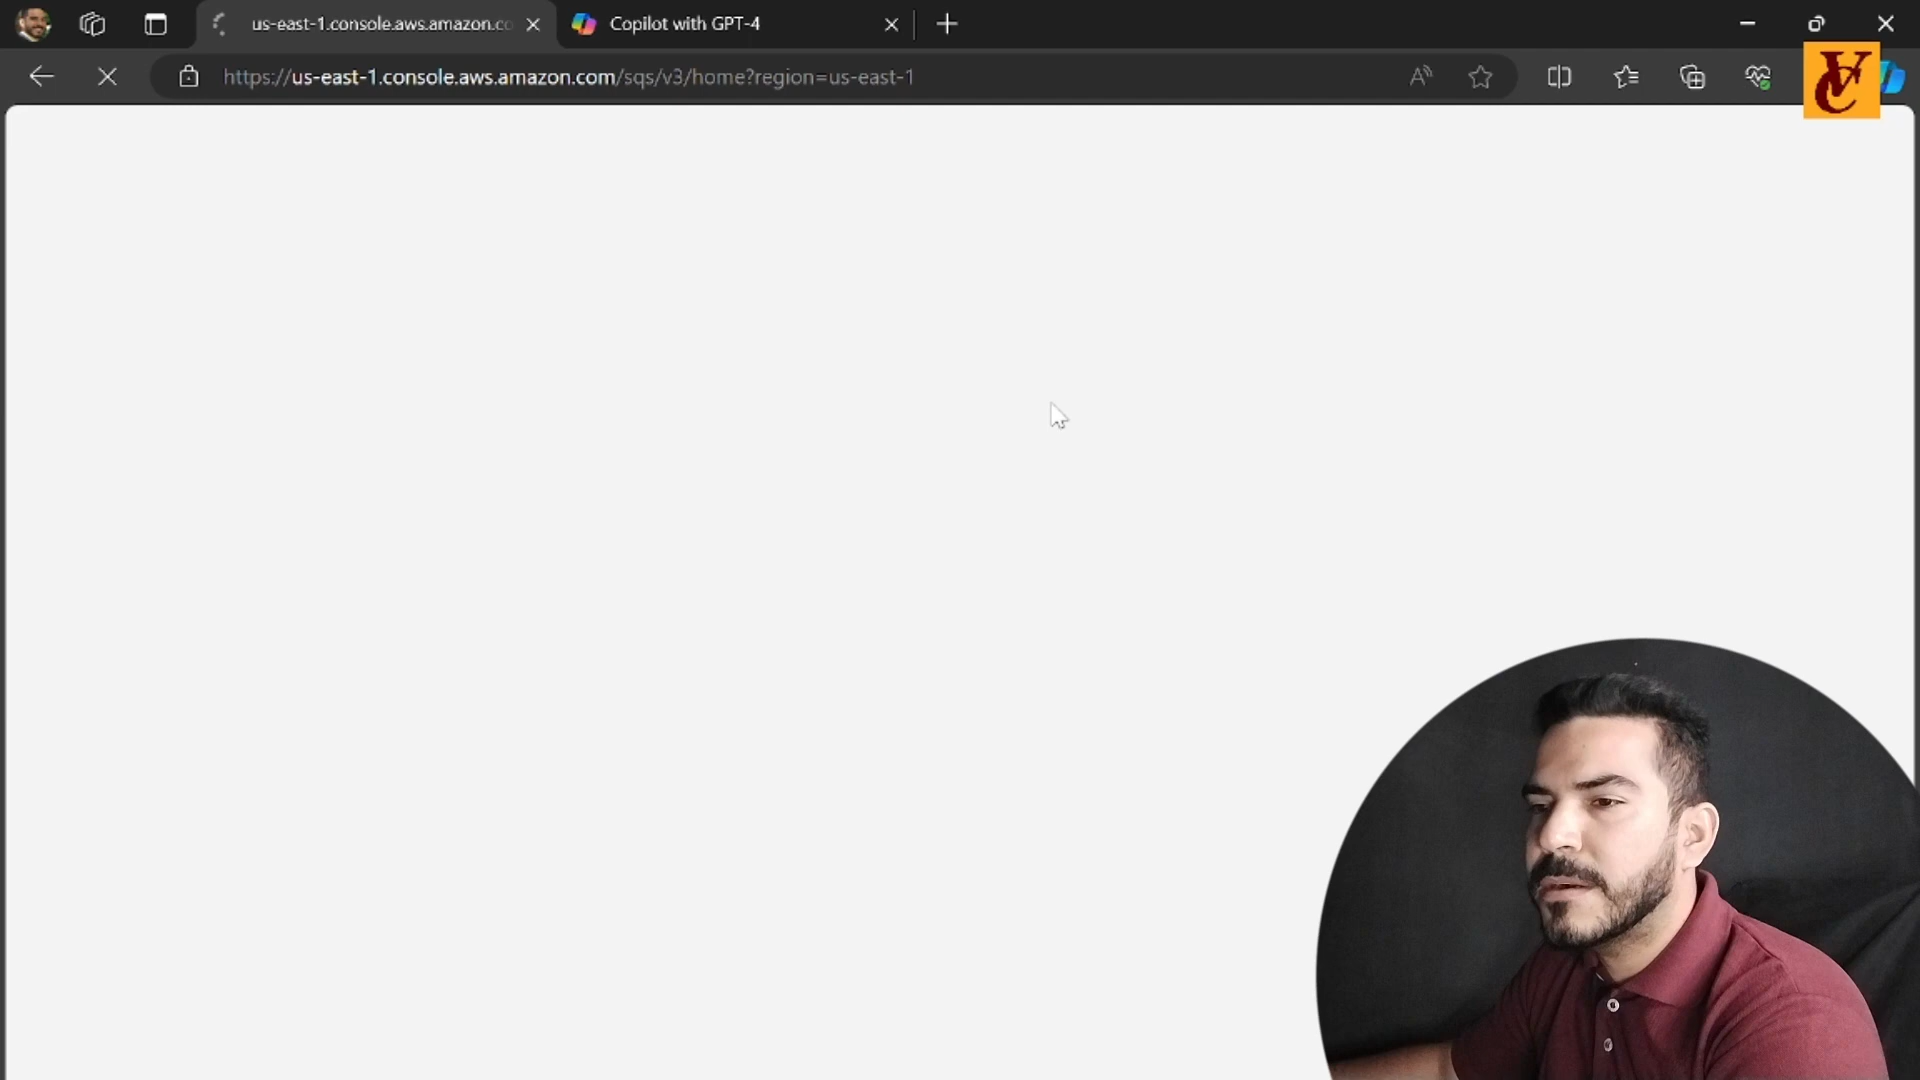 us-east-1.console.aws.amazon.co
Copilot with GPT-4
https://us-east-1.console.aws.amazon.com/sqs/v3/home?region=us-east-1
VC